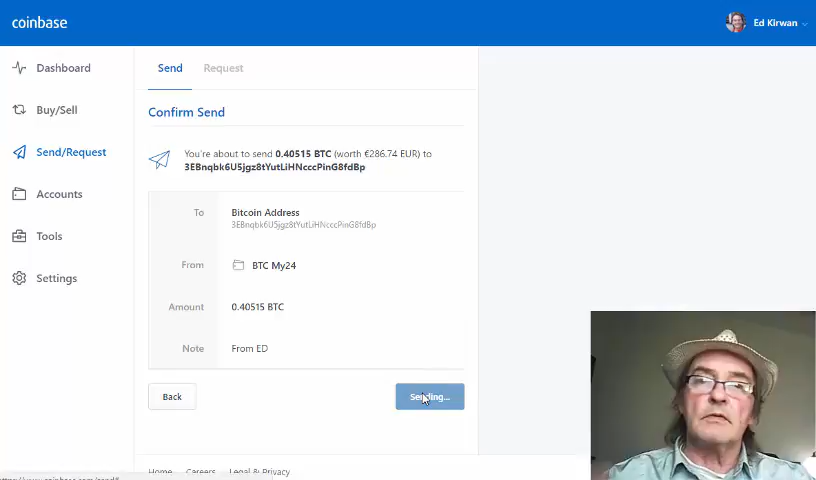 coinbase
Ed Kirwan
Dashboard
Buy/Sell
Send/Request
Accounts
Tools
Settings
Send Request
Confirm Send
You're about to send 0.40515 BTC (worth €286.74 EUR) to
3EBnqbk6U5jgz8tYutLiHNcccPinG8fdBp
To Bitcoin Address
3EBnqbk6U5jgz8tYutLiHNcccPinG8fdBp
From BTC My24
Amount 0.40515 BTC
Note From ED
Back Sending...
Home Careers Legal & Privacy